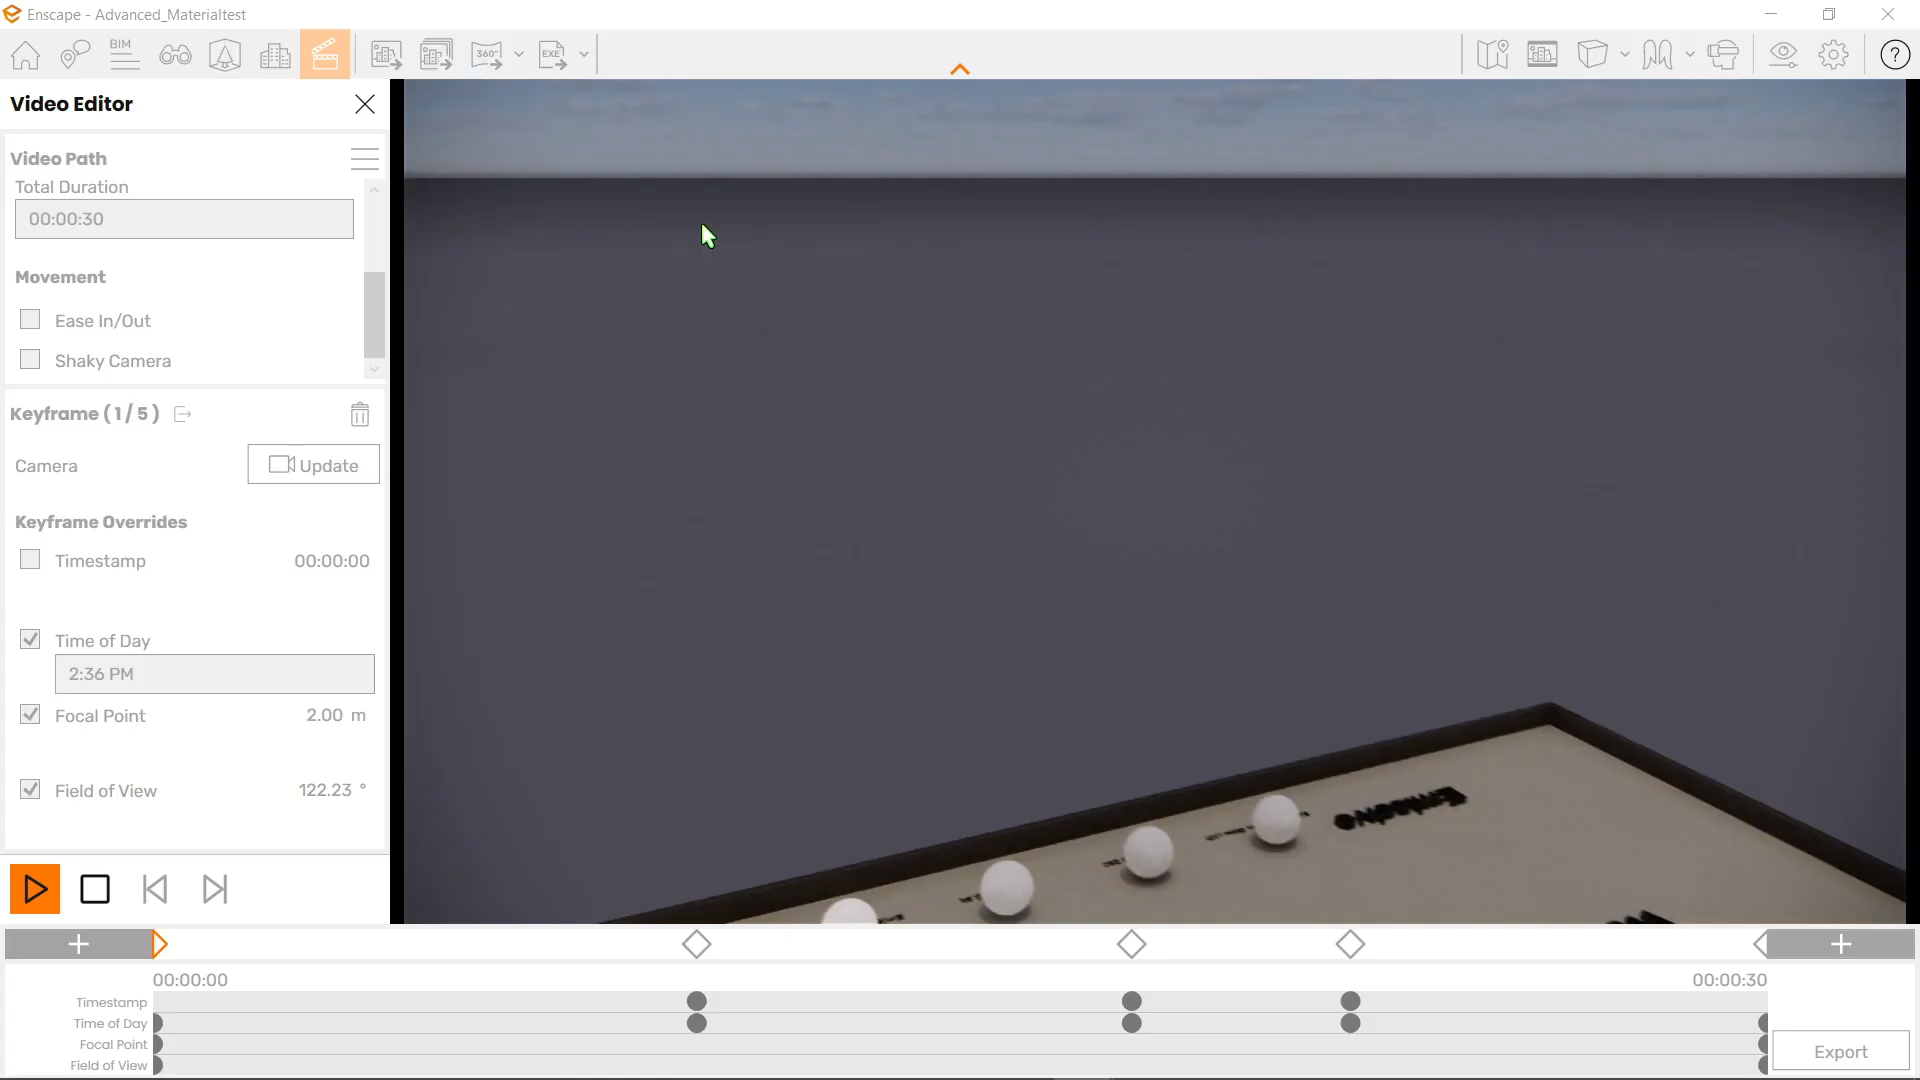 Enscape - Advanced_Materialtest
BIM
360°
EXE
?
Video Editor
Video Path
Total Duration
00:00:30
Movement
Ease In/Out
Shaky Camera
Keyframe ( 1 / 5 )
Camera
Update
Keyframe Overrides
Timestamp 00:00:00
Time of Day
2:36 PM
Focal Point 2.00 m
Field of View 122.23 °
00:00:00 00:00:30
Timestamp
Time of Day
Focal Point
Field of View
Export